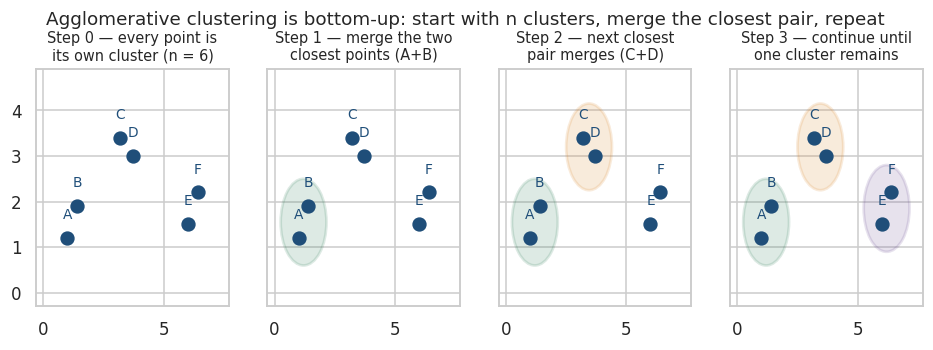 Agglomerative clustering is bottom-up: start with n clusters, merge the closest pair, repeat
Step 0 — every point is
its own cluster (n = 6)
Step 1 — merge the two
closest points (A+B)
Step 2 — next closest
pair merges (C+D)
Step 3 — continue until
one cluster remains
4
3
2
1
0
C
D
B
F
A
E
0
5
C
D
B
F
A
E
0
5
C
D
B
F
A
E
0
5
C
D
B
F
A
E
0
5